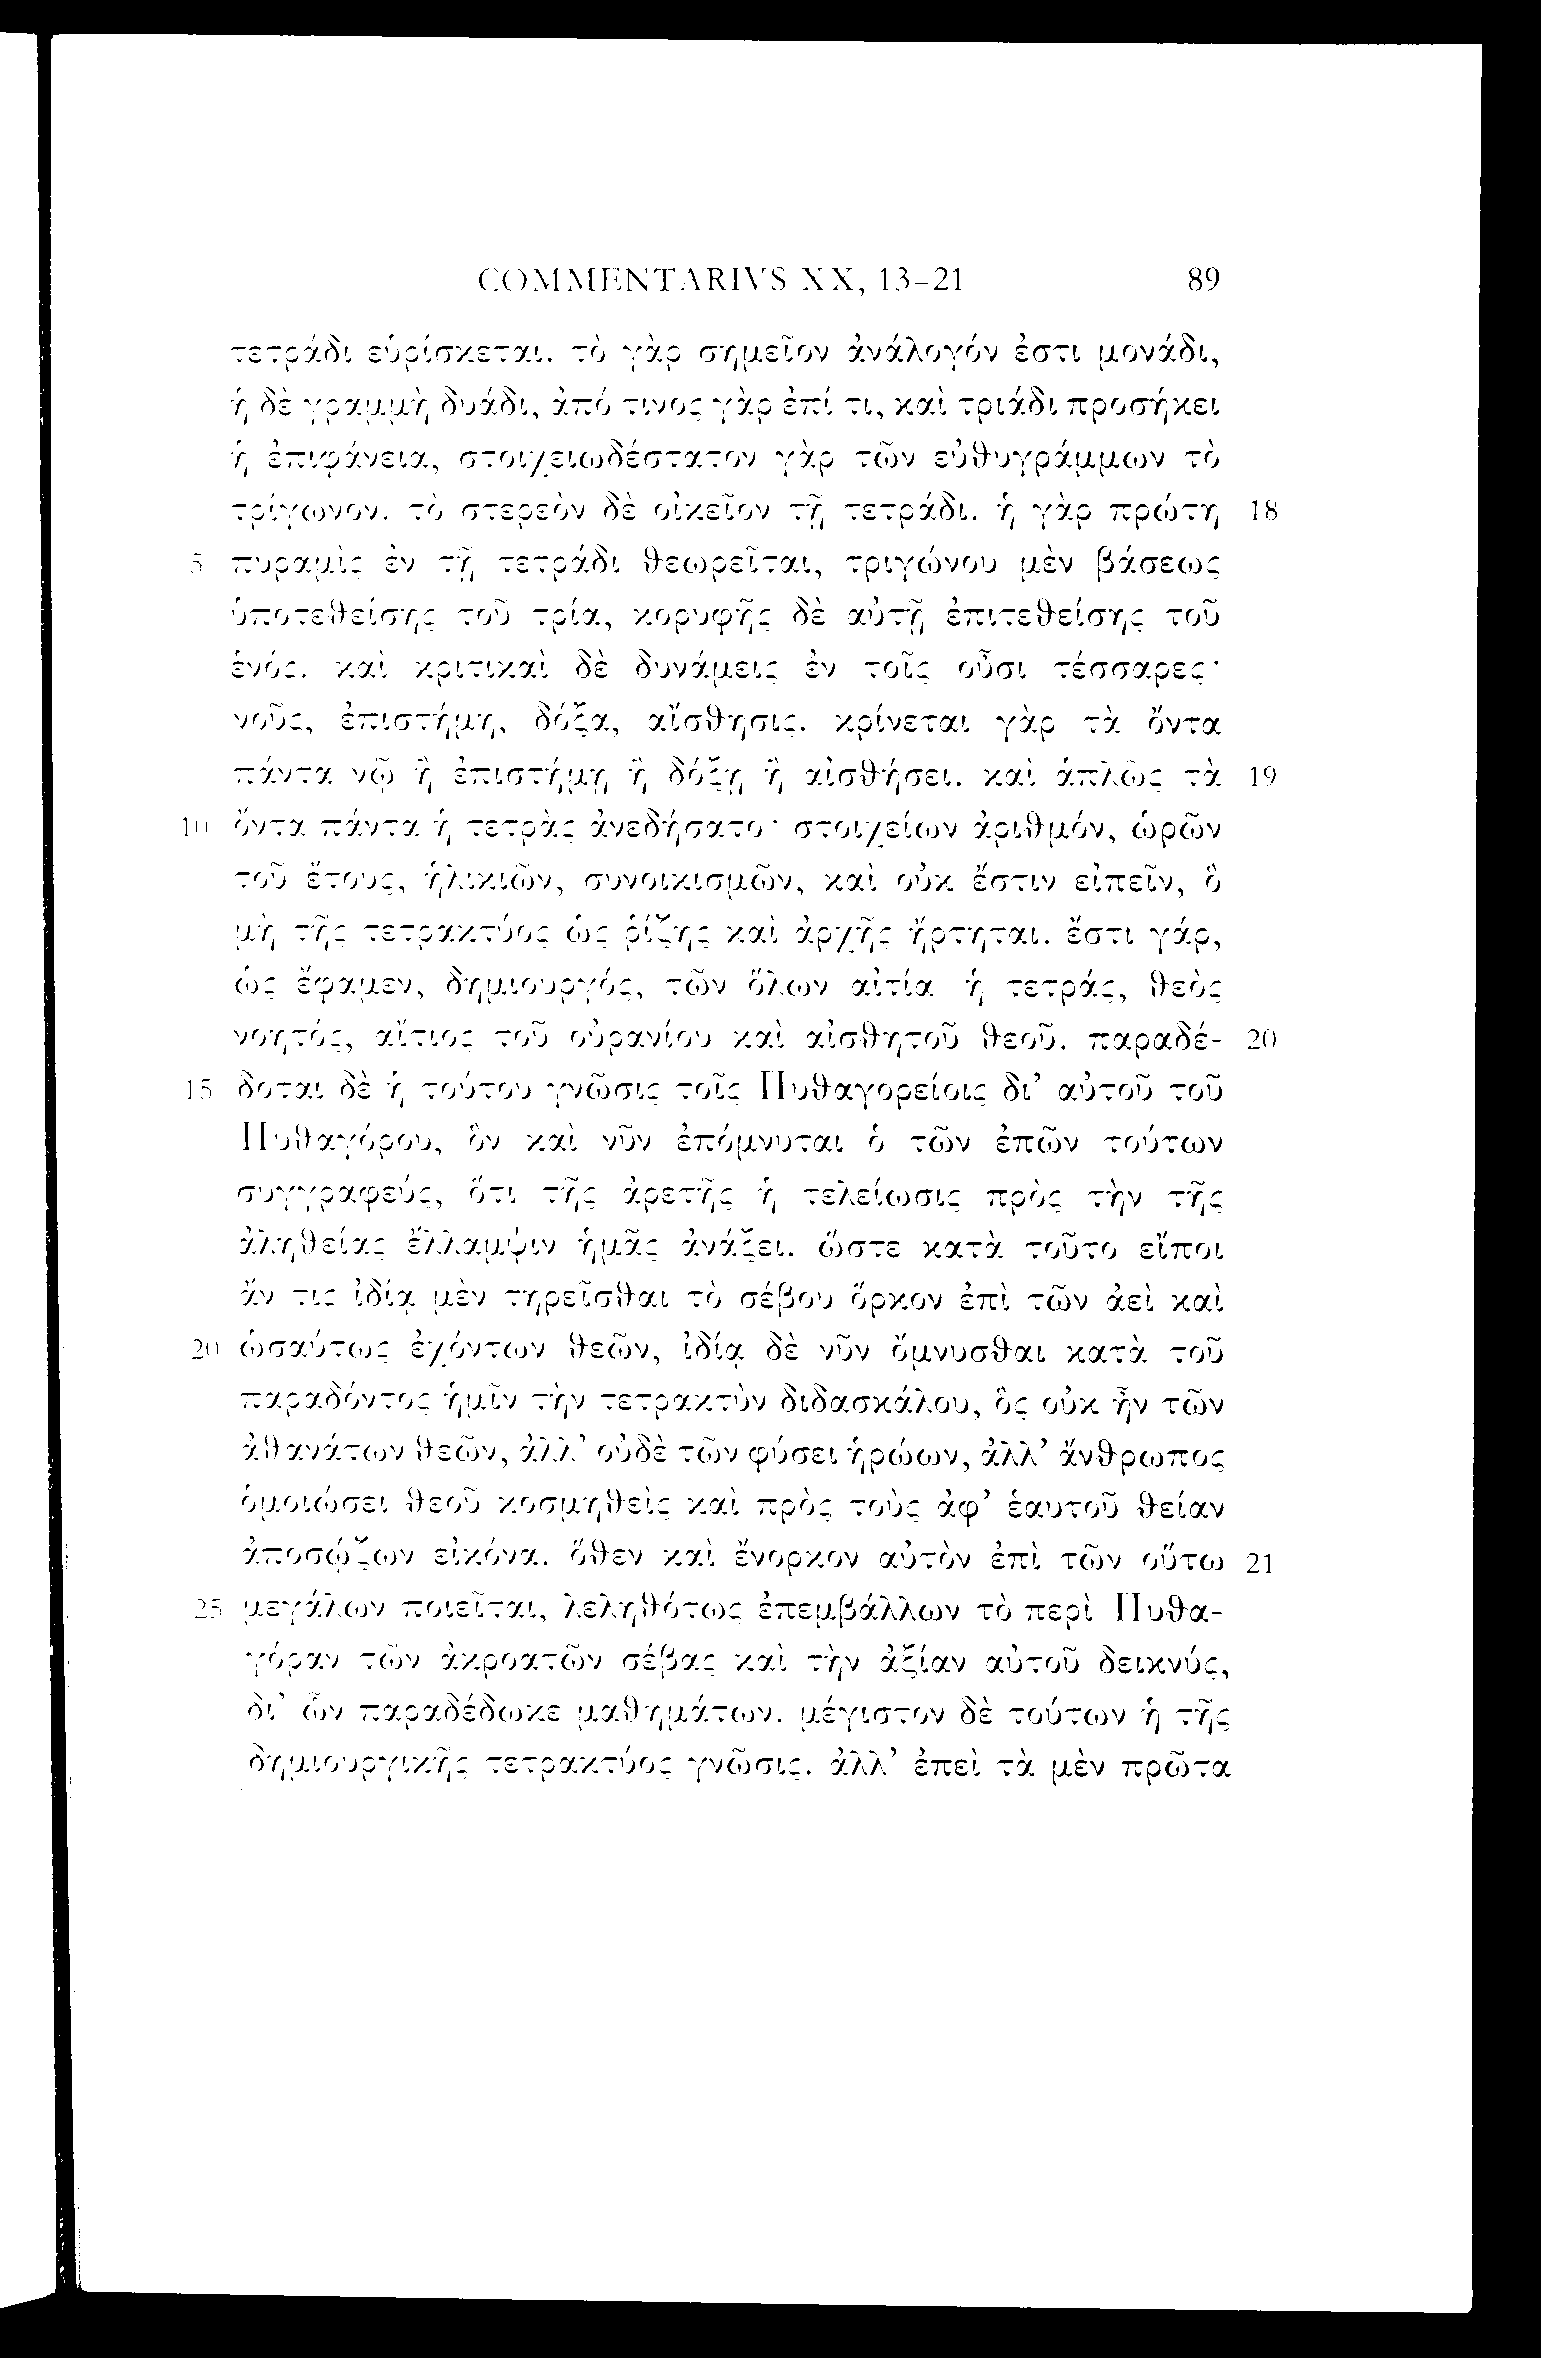 COMMENTARIVS XX, 13–21 89
τετράδι εὑρίσκεται. τὸ γὰρ σημεῖον ἀνάλογόν ἐστι μονάδι,
ἡ δὲ γραμμὴ δυάδι, ἀπό τινος γὰρ ἐπί τι, καὶ τριάδι προσήκει
ἡ ἐπιφάνεια, στοιχειωδέστατον γὰρ τῶν εὐθυγράμμων τὸ
τρίγωνον. τὸ στερεὸν δὲ οἰκεῖον τῇ τετράδι. ἡ γὰρ πρώτη 18
5 πυραμὶς ἐν τῇ τετράδι θεωρεῖται, τριγώνου μὲν βάσεως
ὑποτεθείσης τοῦ τρία, κορυφῆς δὲ αὐτῇ ἐπιτεθείσης τοῦ
ἑνός. καὶ κριτικαὶ δὲ δυνάμεις ἐν τοῖς οὖσι τέσσαρες·
νοῦς, ἐπιστήμη, δόξα, αἴσθησις. κρίνεται γὰρ τὰ ὄντα
πάντα νῷ ἢ ἐπιστήμῃ ἢ δόξῃ ἢ αἰσθήσει. καὶ ἁπλῶς τὰ 19
10 ὄντα πάντα ἡ τετρὰς ἀνεδήσατο· στοιχείων ἀριθμόν, ὡρῶν
τοῦ ἔτους, ἡλικιῶν, συνοικισμῶν, καὶ οὐκ ἔστιν εἰπεῖν, ὃ
μὴ τῆς τετρακτύος ὡς ῥίζης καὶ ἀρχῆς ἤρτηται. ἔστι γάρ,
ὡς ἔφαμεν, δημιουργός, τῶν ὅλων αἰτία ἡ τετράς, θεὸς
νοητός, αἴτιος τοῦ οὐρανίου καὶ αἰσθητοῦ θεοῦ. παραδέ- 20
15 δοται δὲ ἡ τούτου γνῶσις τοῖς Πυθαγορείοις δι’ αὐτοῦ τοῦ
Πυθαγόρου, ὃν καὶ νῦν ἐπόμνυται ὁ τῶν ἐπῶν τούτων
συγγραφεύς, ὅτι τῆς ἀρετῆς ἡ τελείωσις πρὸς τὴν τῆς
ἀληθείας ἔλλαμψιν ἡμᾶς ἀνάξει. ὥστε κατὰ τοῦτο εἴποι
ἄν τις ἰδίᾳ μὲν τηρεῖσθαι τὸ σέβου ὅρκον ἐπὶ τῶν ἀεὶ καὶ
20 ὡσαύτως ἐχόντων θεῶν, ἰδίᾳ δὲ νῦν ὄμνυσθαι κατὰ τοῦ
παραδόντος ἡμῖν τὴν τετρακτὺν διδασκάλου, ὃς οὐκ ἦν τῶν
ἀθανάτων θεῶν, ἀλλ’ οὐδὲ τῶν φύσει ἡρώων, ἀλλ’ ἄνθρωπος
ὁμοιώσει θεοῦ κοσμηθεὶς καὶ πρὸς τοὺς ἀφ’ ἑαυτοῦ θείαν
ἀποσῴζων εἰκόνα. ὅθεν καὶ ἔνορκον αὐτὸν ἐπὶ τῶν οὕτω 21
25 μεγάλων ποιεῖται, λεληθότως ἐπεμβάλλων τὸ περὶ Πυθα-
γόραν τῶν ἀκροατῶν σέβας καὶ τὴν ἀξίαν αὐτοῦ δεικνύς,
δι’ ὧν παραδέδωκε μαθημάτων. μέγιστον δὲ τούτων ἡ τῆς
δημιουργικῆς τετρακτύος γνῶσις. ἀλλ’ ἐπεὶ τὰ μὲν πρῶτα